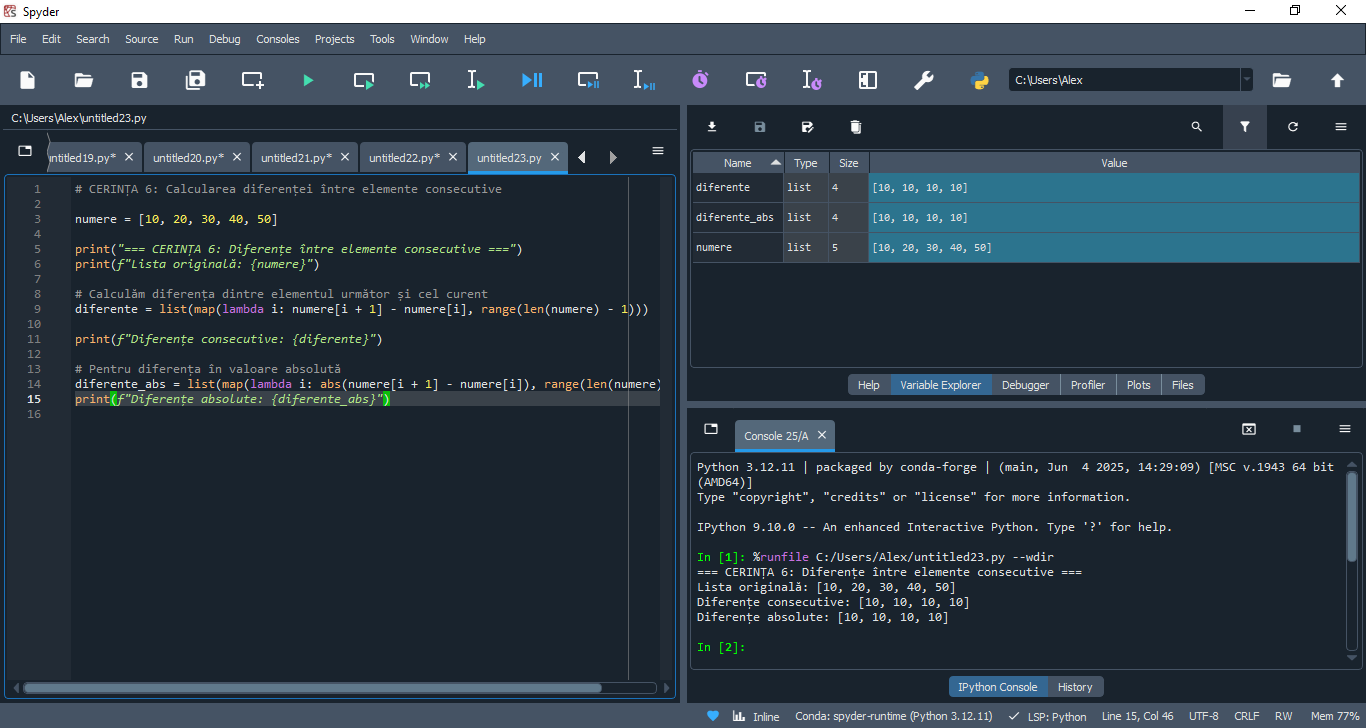 Spyder
File Edit Search Source Run Debug Consoles Projects Tools Window Help
C:\Users\Alex
C:\Users\Alex\untitled23.py
untitled19.py* untitled20.py* untitled21.py* untitled22.py* untitled23.py
1 # CERINȚA 6: Calcularea diferenței între elemente consecutive
2
3 numere = [10, 20, 30, 40, 50]
4
5 print("=== CERINȚA 6: Diferențe între elemente consecutive ===")
6 print(f"Lista originală: {numere}")
7
8 # Calculăm diferența dintre elementul următor și cel curent
9 diferente = list(map(lambda i: numere[i + 1] - numere[i], range(len(numere) - 1)))
10
11 print(f"Diferențe consecutive: {diferente}")
12
13 # Pentru diferența în valoare absolută
14 diferente_abs = list(map(lambda i: abs(numere[i + 1] - numere[i]), range(len(numere)
15 print(f"Diferențe absolute: {diferente_abs}")
16
Name Type Size Value
diferente list 4 [10, 10, 10, 10]
diferente_abs list 4 [10, 10, 10, 10]
numere list 5 [10, 20, 30, 40, 50]
Help Variable Explorer Debugger Profiler Plots Files
Console 25/A
Python 3.12.11 | packaged by conda-forge | (main, Jun 4 2025, 14:29:09) [MSC v.1943 64 bit
(AMD64)]
Type "copyright", "credits" or "license" for more information.
IPython 9.10.0 -- An enhanced Interactive Python. Type '?' for help.
In [1]: %runfile C:/Users/Alex/untitled23.py --wdir
=== CERINȚA 6: Diferențe între elemente consecutive ===
Lista originală: [10, 20, 30, 40, 50]
Diferențe consecutive: [10, 10, 10, 10]
Diferențe absolute: [10, 10, 10, 10]
In [2]:
IPython Console History
Inline Conda: spyder-runtime (Python 3.12.11) LSP: Python Line 15, Col 46 UTF-8 CRLF RW Mem 77%